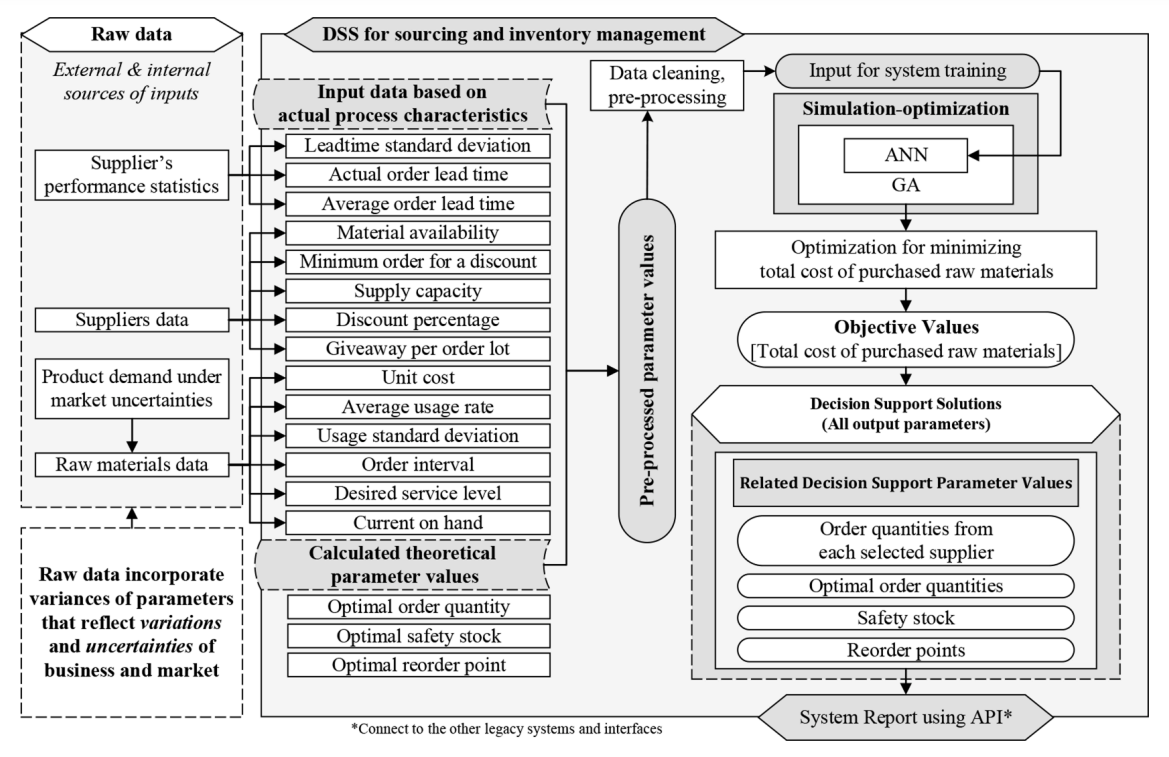 Raw data
External & internal
sources of inputs
Supplier's
performance statistics
Suppliers data
Product demand under
market uncertainties
Raw materials data
Raw data incorporate
variances of parameters
that reflect variations
and uncertainties of
business and market
DSS for sourcing and inventory management
Input data based on
actual process characteristics
Leadtime standard deviation
Actual order lead time
Average order lead time
Material availability
Minimum order for a discount
Supply capacity
Discount percentage
Giveaway per order lot
Unit cost
Average usage rate
Usage standard deviation
Order interval
Desired service level
Current on hand
Calculated theoretical
parameter values
Optimal order quantity
Optimal safety stock
Optimal reorder point
Pre-processed parameter values
Data cleaning,
pre-processing
Input for system training
Simulation-optimization
ANN
GA
Optimization for minimizing
total cost of purchased raw materials
Objective Values
[Total cost of purchased raw materials]
Decision Support Solutions
(All output parameters)
Related Decision Support Parameter Values
Order quantities from
each selected supplier
Optimal order quantities
Safety stock
Reorder points
System Report using API*
*Connect to the other legacy systems and interfaces